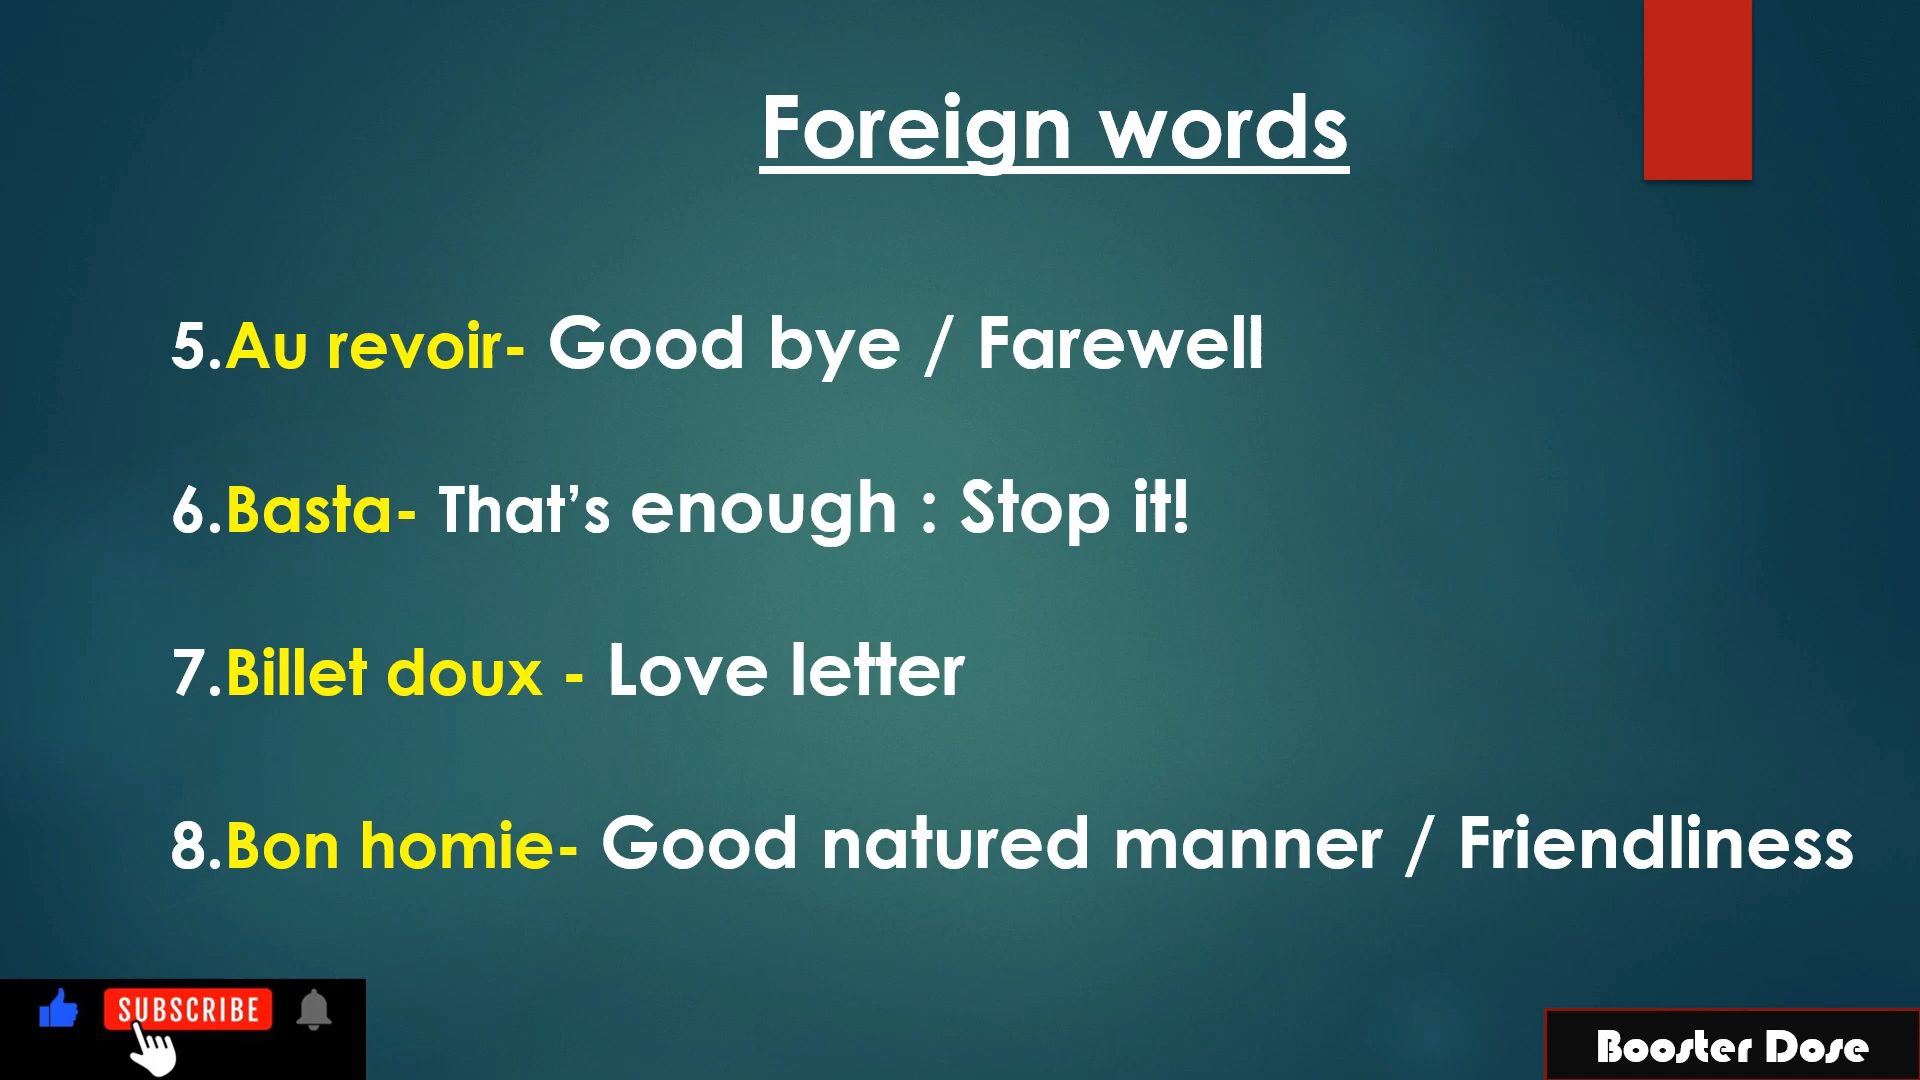 Foreign words
5.Au revoir- Good bye / Farewell
6.Basta- That’s enough : Stop it!
7.Billet doux - Love letter
8.Bon homie- Good natured manner / Friendliness
SUBSCRIBE
Booster Dose